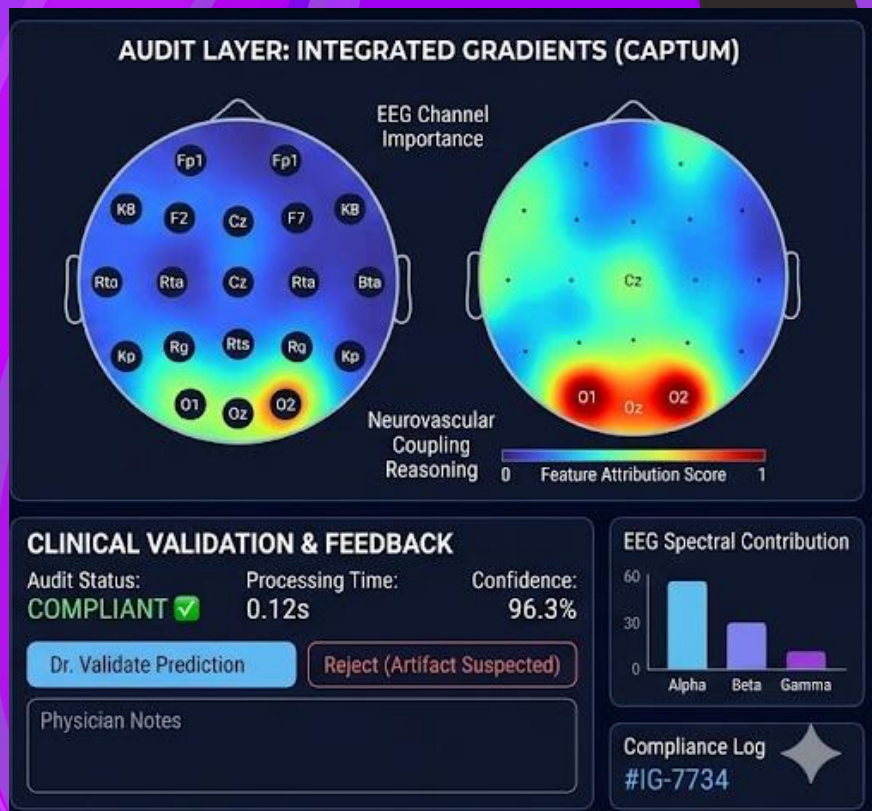 AUDIT LAYER: INTEGRATED GRADIENTS (CAPTUM)
EEG Channel
Importance
Fp1 Fp1
K8 F2 Cz F7 K8
Rto Rta Cz Rta Bta
Kp Rg Rts Rg Kp
O1 Oz O2
Cz
O1 Oz O2
Neurovascular
Coupling
Reasoning
0 Feature Attribution Score 1
CLINICAL VALIDATION & FEEDBACK
Audit Status: Processing Time: Confidence:
COMPLIANT ✅ 0.12s 96.3%
Dr. Validate Prediction Reject (Artifact Suspected)
Physician Notes
EEG Spectral Contribution
60
30
0
Alpha Beta Gamma
Compliance Log
#IG-7734